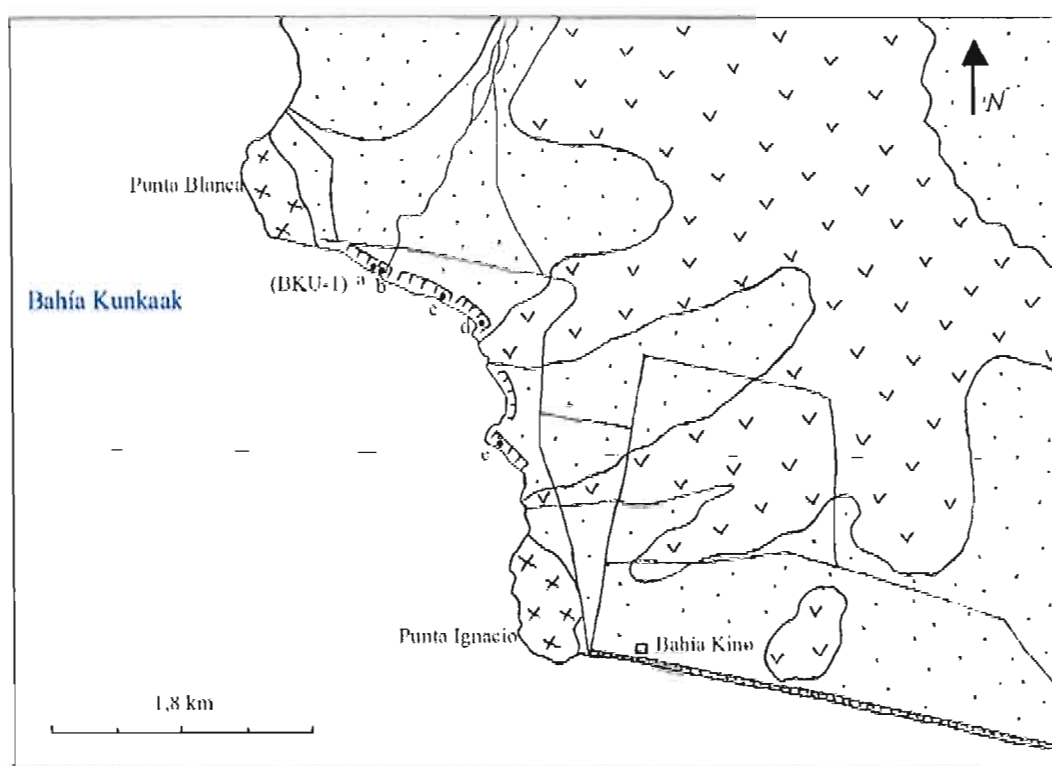 N
Punta Blanca
(BKU-1) a b
Bahía Kunkaak
c
d
e
Punta Ignacio
Bahía Kino
1,8 km